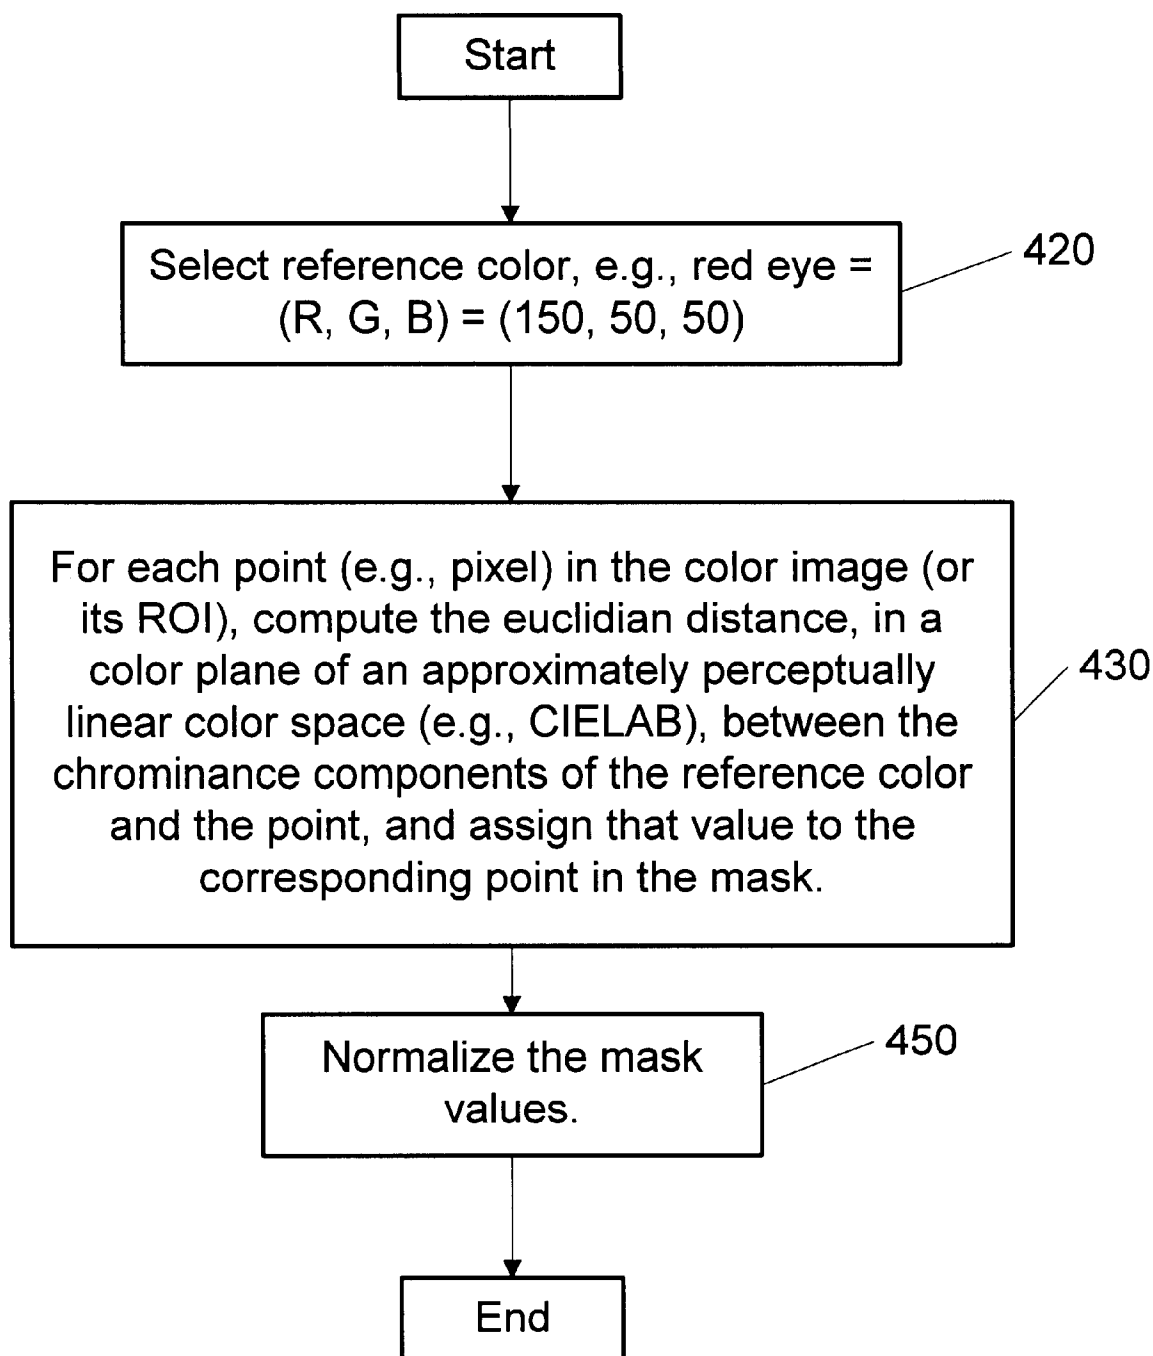 Start
Select reference color, e.g., red eye =
(R, G, B) = (150, 50, 50)
420
For each point (e.g., pixel) in the color image (or
its ROI), compute the euclidian distance, in a
color plane of an approximately perceptually
linear color space (e.g., CIELAB), between the
chrominance components of the reference color
and the point, and assign that value to the
corresponding point in the mask.
430
Normalize the mask
values.
450
End